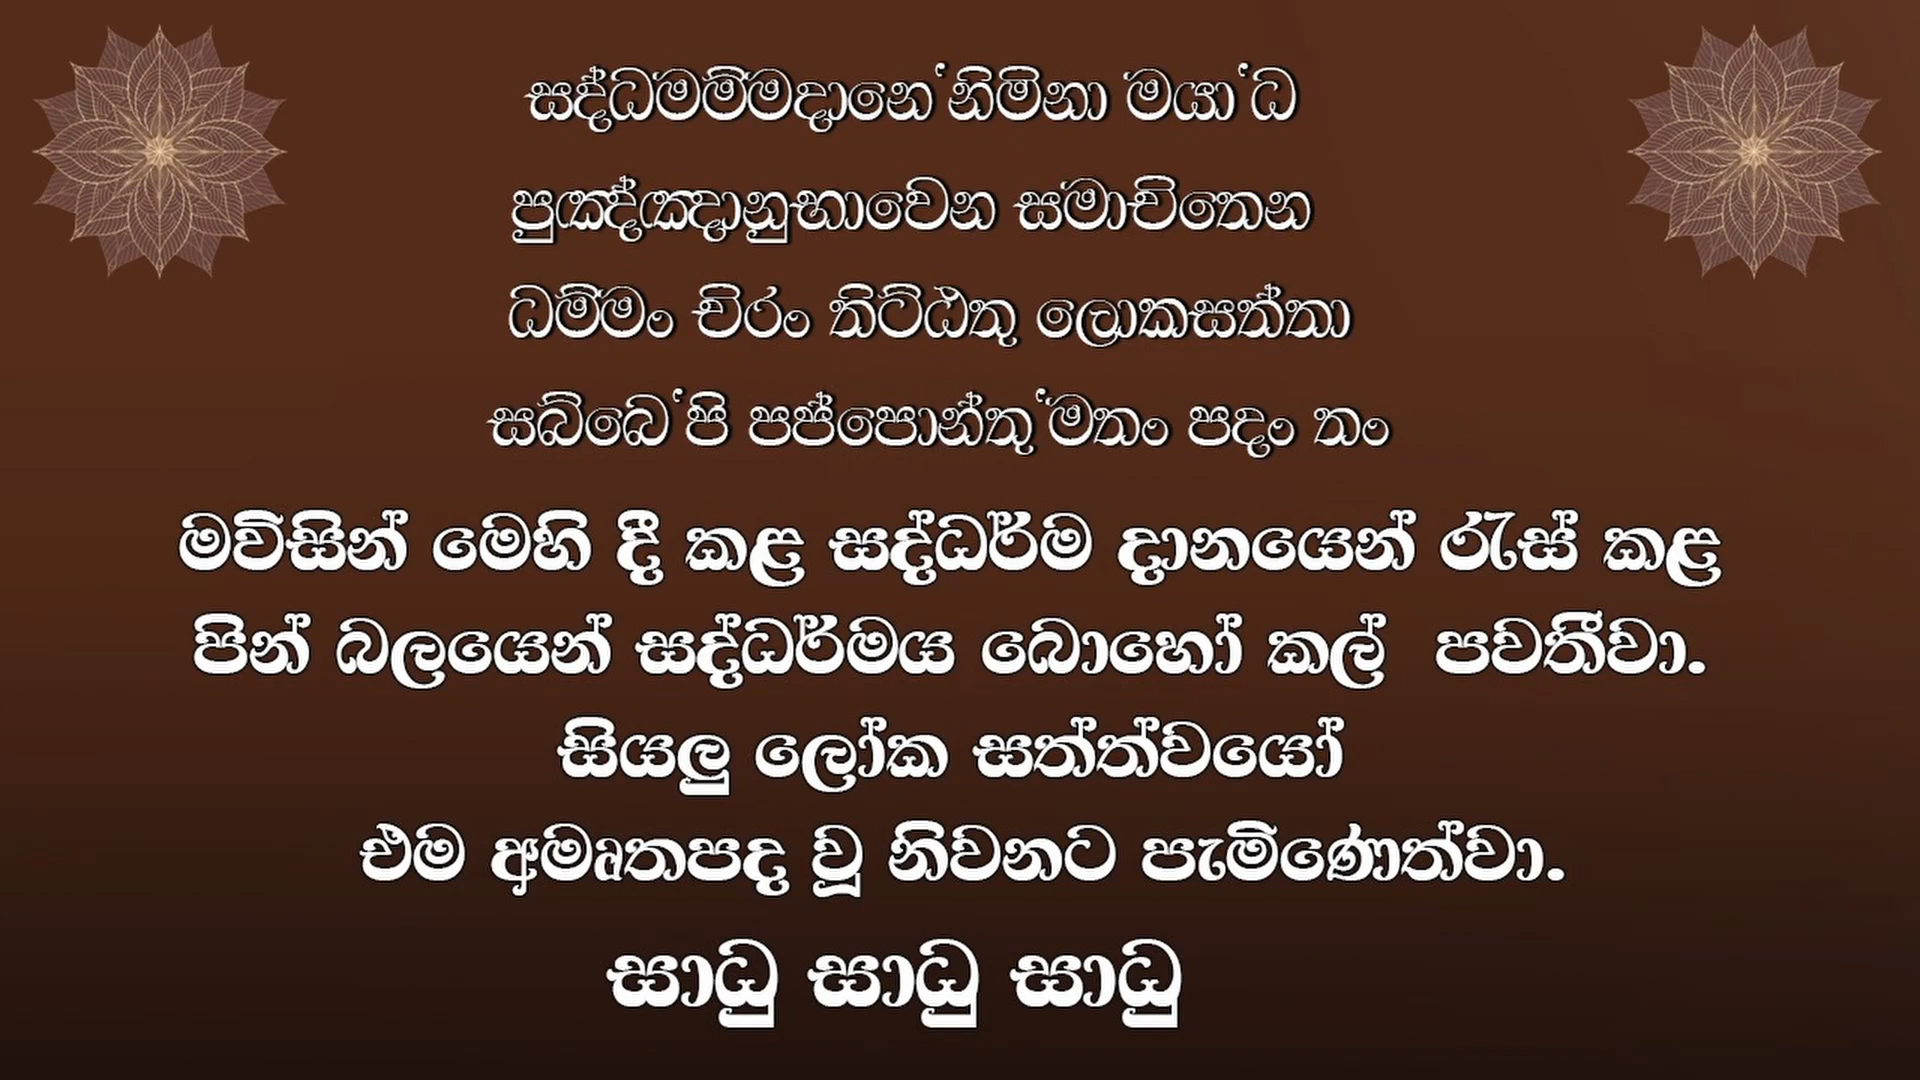 සද්ධමම්මදානෙ‘නිමිනා මයා‘ධ
පුඤ්ඤානුභාවෙන සමාචිතෙන
ධම්මං චිරං තිට්ඨතු ලොකසත්තා
සබ්බෙ‘පි පප්පොන්තු‘මතං පදං තං
මවිසින් මෙහි දී කළ සද්ධර්ම දානයෙන් රැස් කළ
පින් බලයෙන් සද්ධර්මය බොහෝ කල් පවතීවා.
සියලු ලෝක සත්ත්වයෝ
එම අමෘතපද වූ නිවනට පැමිණෙත්වා.
සාධු සාධු සාධු